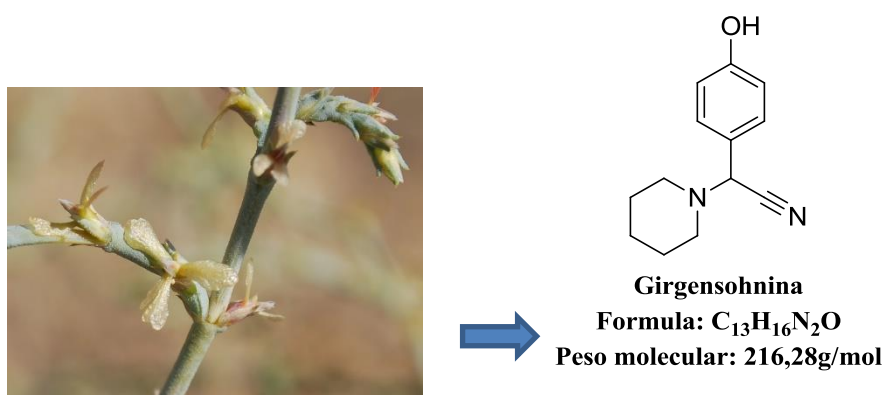 OH
N
N
Girgensohnina
Formula: C₁₃H₁₆N₂O
Peso molecular: 216,28g/mol